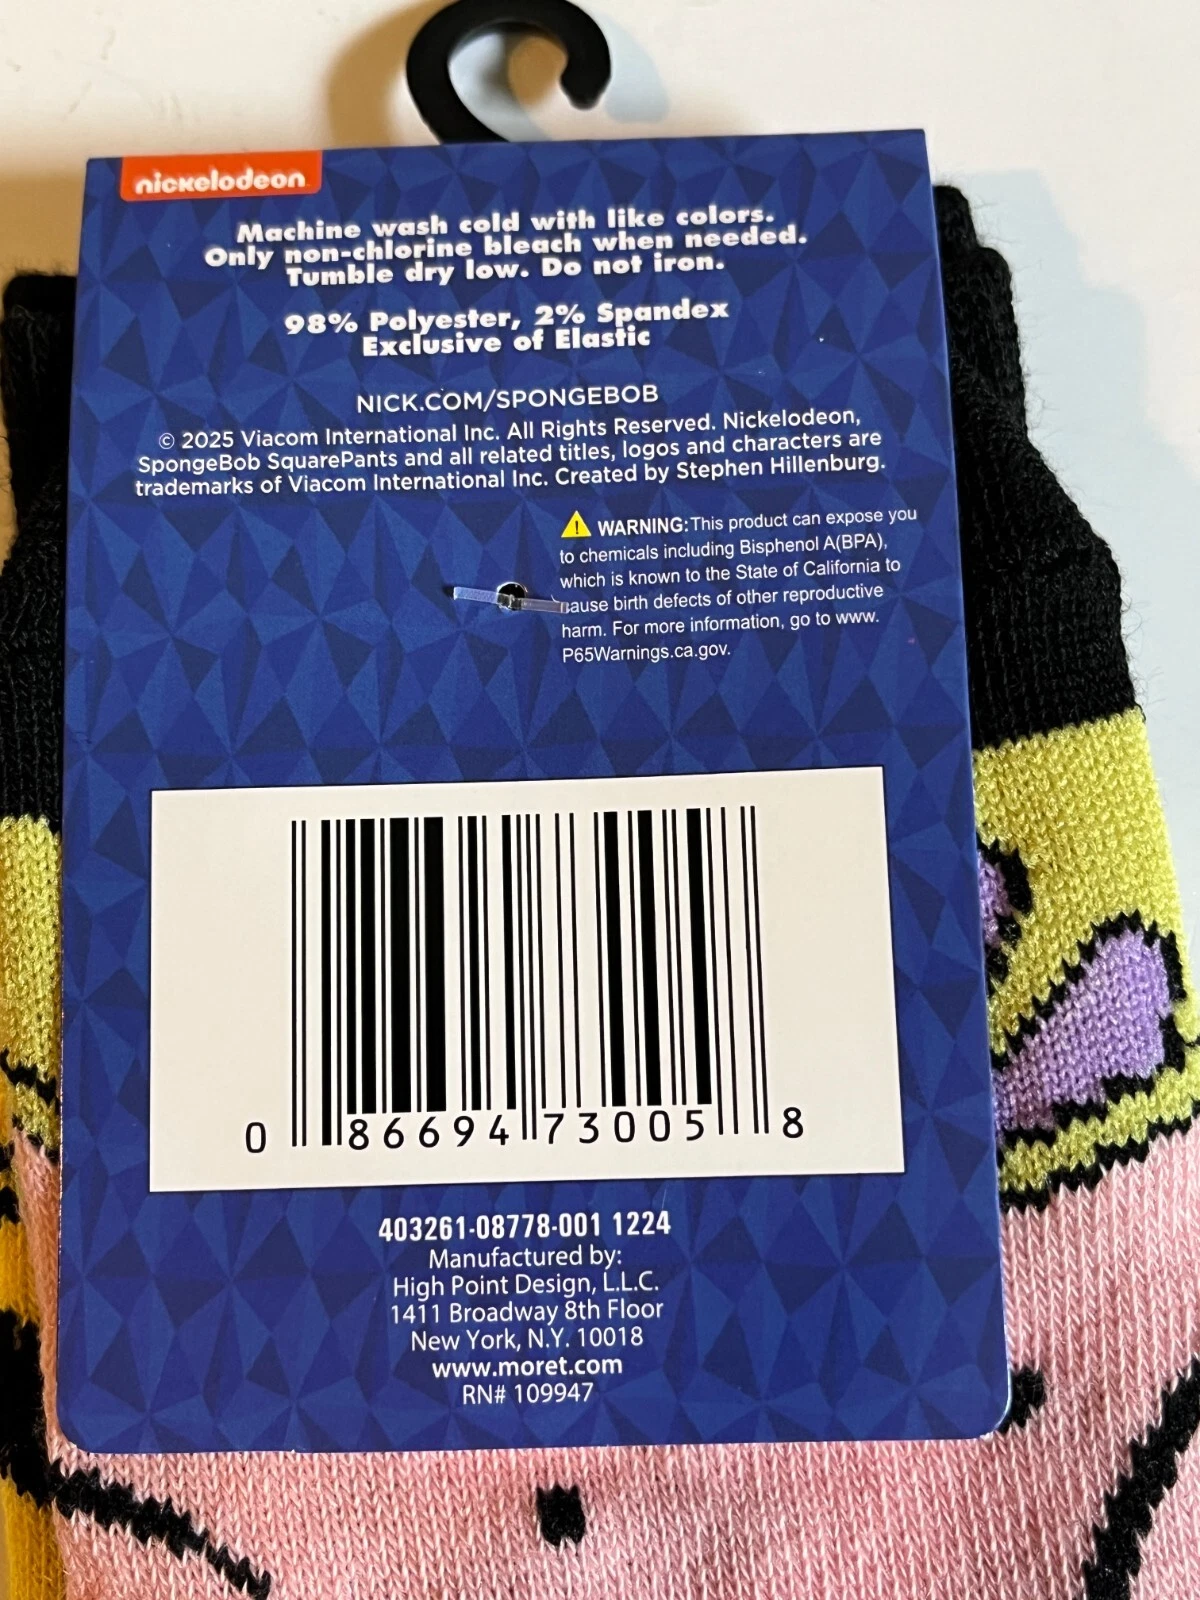 nickelodeon
Machine wash cold with like colors.
Only non-chlorine bleach when needed.
Tumble dry low. Do not iron.
98% Polyester, 2% Spandex
Exclusive of Elastic
NICK.COM/SPONGEBOB
© 2025 Viacom International Inc. All Rights Reserved. Nickelodeon,
SpongeBob SquarePants and all related titles, logos and characters are
trademarks of Viacom International Inc. Created by Stephen Hillenburg.
WARNING: This product can expose you
to chemicals including Bisphenol A(BPA),
which is known to the State of California to
cause birth defects of other reproductive
harm. For more information, go to www.
P65Warnings.ca.gov.
0 86694 73005 8
403261-08778-001 1224
Manufactured by:
High Point Design, L.L.C.
1411 Broadway 8th Floor
New York, N.Y. 10018
www.moret.com
RN# 109947